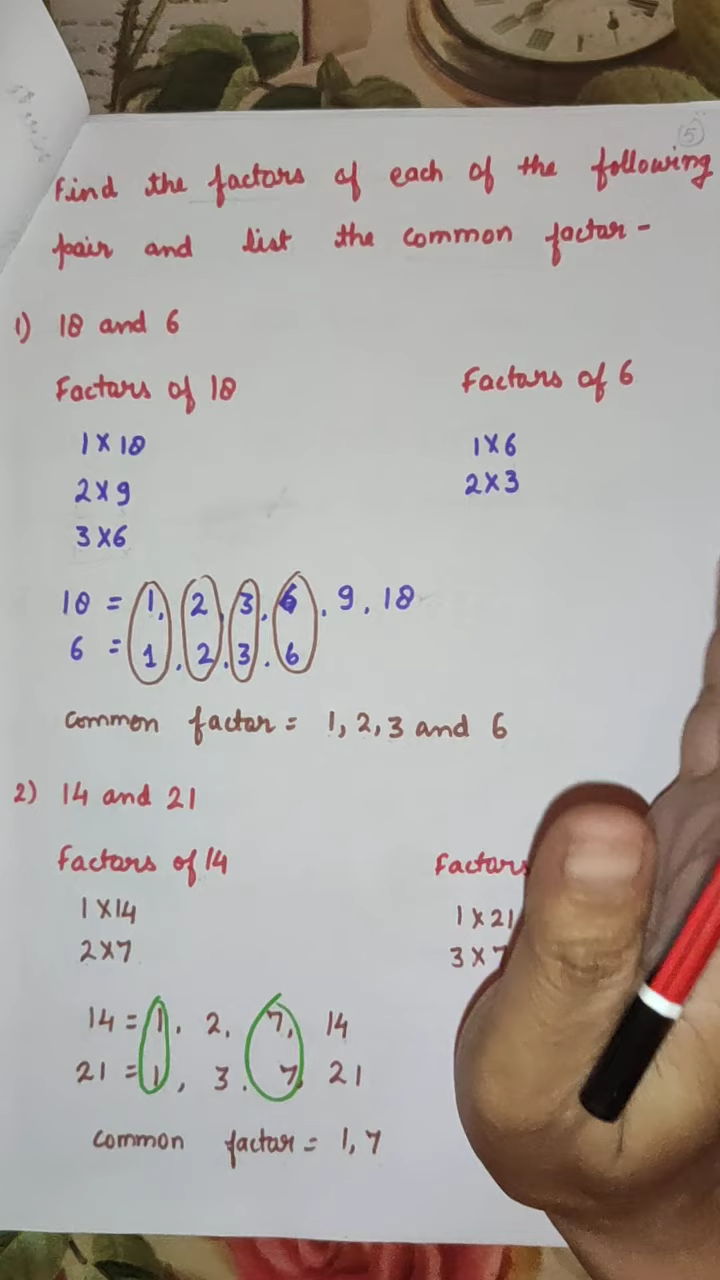 5
Find the factors of each of the following
pair and list the common factor-
1) 18 and 6
Factors of 18
Factors of 6
1×18
1×6
2×9
2×3
3×6
18 = 1, 2, 3, 6, 9, 18
6 = 1, 2, 3, 6
common factor = 1, 2, 3 and 6
2) 14 and 21
Factors of 14
Factors
1×14
1×21
2×7
3×7
14 = 1, 2, 7, 14
21 = 1, 3, 7, 21
common factor = 1, 7